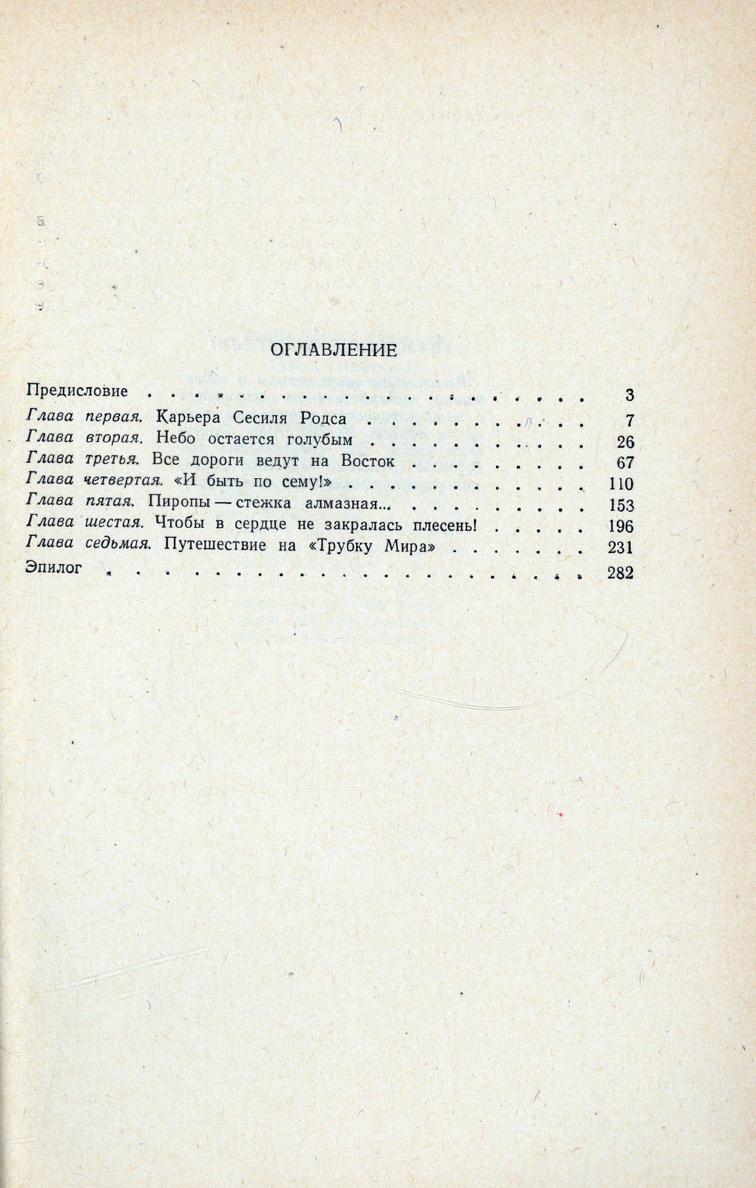 ОГЛАВЛЕНИЕ
Предисловие . . . . . . . . . . . . . . . . . . . . 3
Глава первая. Карьера Сесиля Родса . . . . . . . . . . 7
Глава вторая. Небо остается голубым . . . . . . . . . . 26
Глава третья. Все дороги ведут на Восток . . . . . . . . 67
Глава четвертая. «И быть по сему!» . . . . . . . . . . . 110
Глава пятая. Пиропы — стежка алмазная... . . . . . . . . 153
Глава шестая. Чтобы в сердце не закралась плесень! . . . . . 196
Глава седьмая. Путешествие на «Трубку Мира» . . . . . . . 231
Эпилог . . . . . . . . . . . . . . . . . . . . . . 282